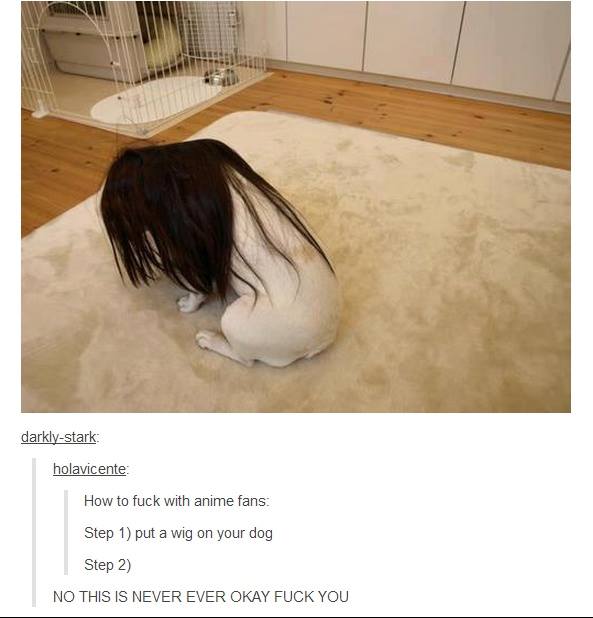 darkly-stark:
holavicente:
How to fuck with anime fans:
Step 1) put a wig on your dog
Step 2)
NO THIS IS NEVER EVER OKAY FUCK YOU